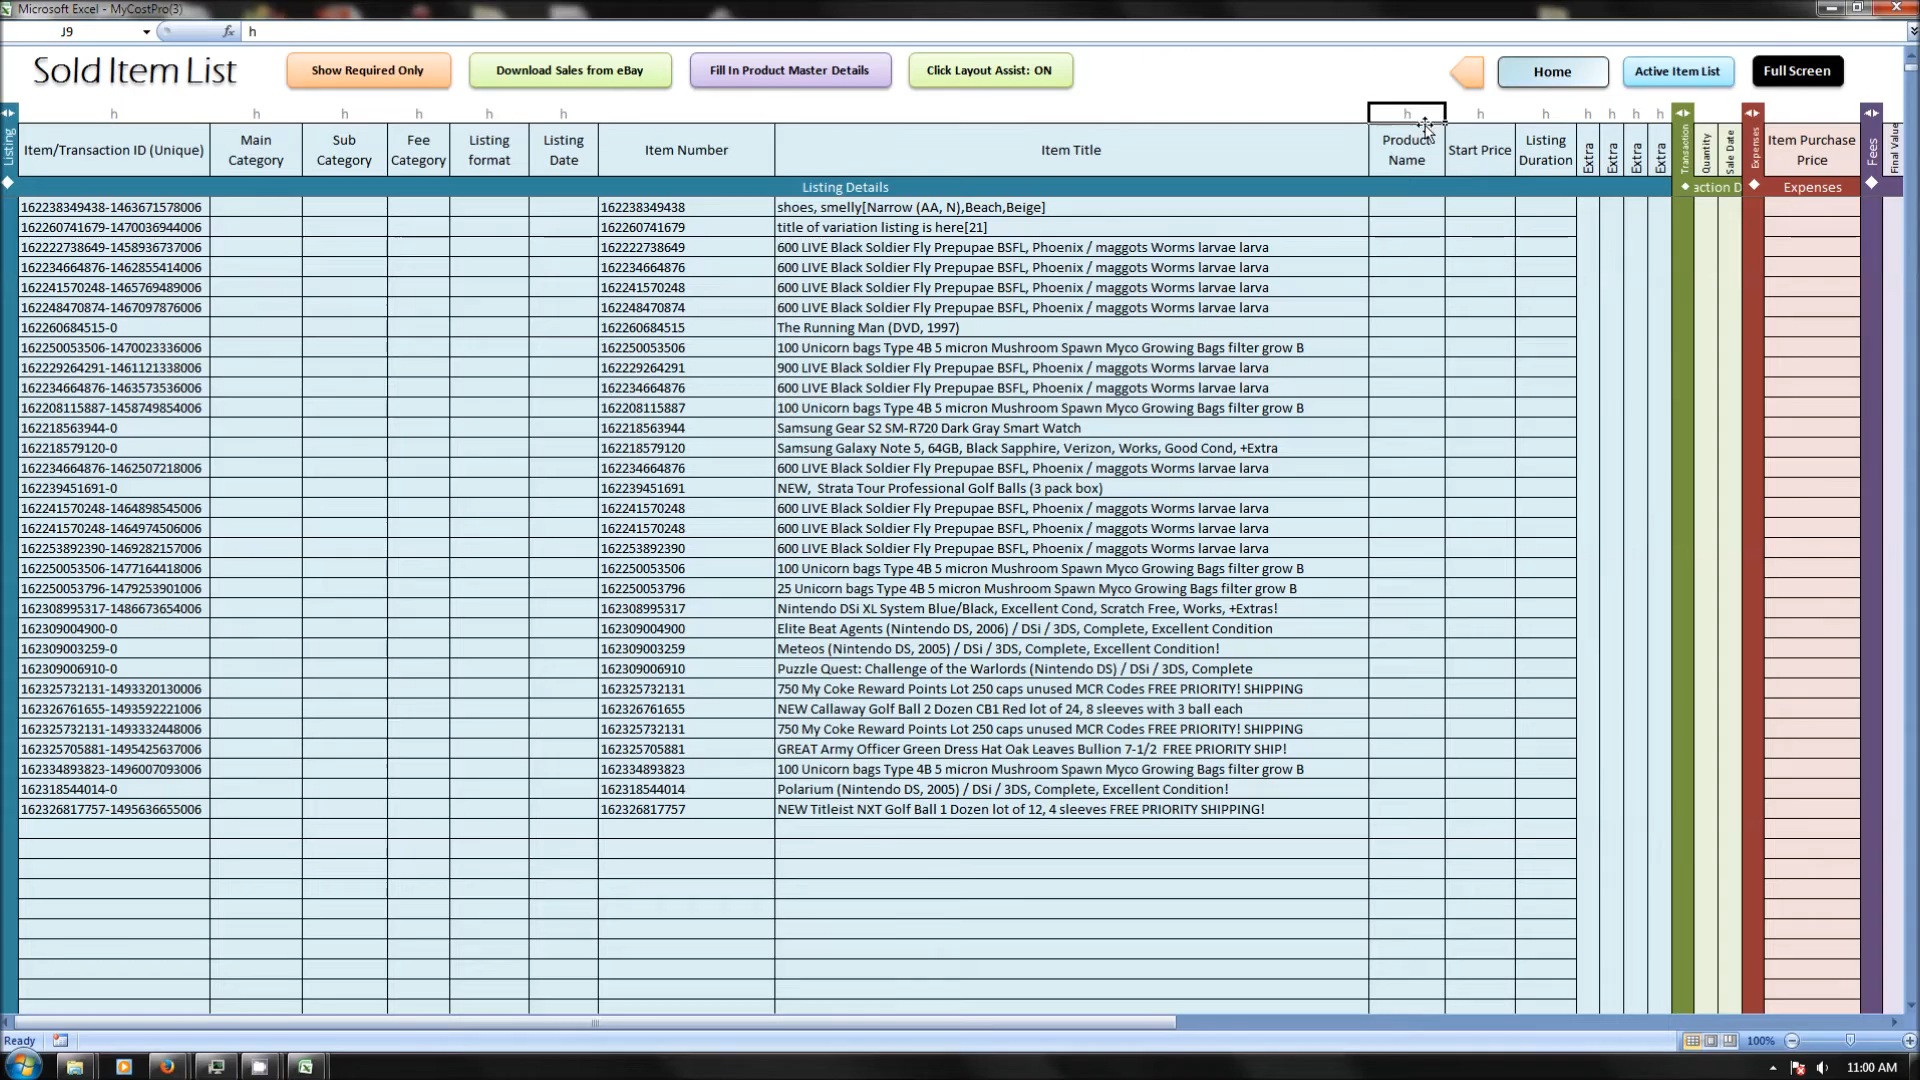 Microsoft Excel - MyCostPro(3)
J9 fx h
Sold Item List Show Required Only Download Sales from eBay Fill In Product Master Details Click Layout Assist: ON Home Active Item List Full Screen
h h h h h h h h h h h h h
Listing Item/Transaction ID (Unique) Main Category Sub Category Fee Category Listing format Listing Date Item Number Item Title Product Name Start Price Listing Duration Extra Extra Extra Extra Transaction Quantity Sale Date Expenses Item Purchase Price Fees Final Value
Listing Details action D Expenses
162238349438-1463671578006 162238349438 shoes, smelly[Narrow (AA, N),Beach,Beige]
162260741679-1470036944006 162260741679 title of variation listing is here[21]
162222738649-1458936737006 162222738649 600 LIVE Black Soldier Fly Prepupae BSFL, Phoenix / maggots Worms larvae larva
162234664876-1462855414006 162234664876 600 LIVE Black Soldier Fly Prepupae BSFL, Phoenix / maggots Worms larvae larva
162241570248-1465769489006 162241570248 600 LIVE Black Soldier Fly Prepupae BSFL, Phoenix / maggots Worms larvae larva
162248470874-1467097876006 162248470874 600 LIVE Black Soldier Fly Prepupae BSFL, Phoenix / maggots Worms larvae larva
162260684515-0 162260684515 The Running Man (DVD, 1997)
162250053506-1470023336006 162250053506 100 Unicorn bags Type 4B 5 micron Mushroom Spawn Myco Growing Bags filter grow B
162229264291-1461121338006 162229264291 900 LIVE Black Soldier Fly Prepupae BSFL, Phoenix / maggots Worms larvae larva
162234664876-1463573536006 162234664876 600 LIVE Black Soldier Fly Prepupae BSFL, Phoenix / maggots Worms larvae larva
162208115887-1458749854006 162208115887 100 Unicorn bags Type 4B 5 micron Mushroom Spawn Myco Growing Bags filter grow B
162218563944-0 162218563944 Samsung Gear S2 SM-R720 Dark Gray Smart Watch
162218579120-0 162218579120 Samsung Galaxy Note 5, 64GB, Black Sapphire, Verizon, Works, Good Cond, +Extra
162234664876-1462507218006 162234664876 600 LIVE Black Soldier Fly Prepupae BSFL, Phoenix / maggots Worms larvae larva
162239451691-0 162239451691 NEW, Strata Tour Professional Golf Balls (3 pack box)
162241570248-1464898545006 162241570248 600 LIVE Black Soldier Fly Prepupae BSFL, Phoenix / maggots Worms larvae larva
162241570248-1464974506006 162241570248 600 LIVE Black Soldier Fly Prepupae BSFL, Phoenix / maggots Worms larvae larva
162253892390-1469282157006 162253892390 600 LIVE Black Soldier Fly Prepupae BSFL, Phoenix / maggots Worms larvae larva
162250053506-1477164418006 162250053506 100 Unicorn bags Type 4B 5 micron Mushroom Spawn Myco Growing Bags filter grow B
162250053796-1479253901006 162250053796 25 Unicorn bags Type 4B 5 micron Mushroom Spawn Myco Growing Bags filter grow B
162308995317-1486673654006 162308995317 Nintendo DSi XL System Blue/Black, Excellent Cond, Scratch Free, Works, +Extras!
162309004900-0 162309004900 Elite Beat Agents (Nintendo DS, 2006) / DSi / 3DS, Complete, Excellent Condition
162309003259-0 162309003259 Meteos (Nintendo DS, 2005) / DSi / 3DS, Complete, Excellent Condition!
162309006910-0 162309006910 Puzzle Quest: Challenge of the Warlords (Nintendo DS) / DSi / 3DS, Complete
162325732131-1493320130006 162325732131 750 My Coke Reward Points Lot 250 caps unused MCR Codes FREE PRIORITY! SHIPPING
162326761655-1493592221006 162326761655 NEW Callaway Golf Ball 2 Dozen CB1 Red lot of 24, 8 sleeves with 3 ball each
162325732131-1493332448006 162325732131 750 My Coke Reward Points Lot 250 caps unused MCR Codes FREE PRIORITY! SHIPPING
162325705881-1495425637006 162325705881 GREAT Army Officer Green Dress Hat Oak Leaves Bullion 7-1/2 FREE PRIORITY SHIP!
162334893823-1496007093006 162334893823 100 Unicorn bags Type 4B 5 micron Mushroom Spawn Myco Growing Bags filter grow B
162318544014-0 162318544014 Polarium (Nintendo DS, 2005) / DSi / 3DS, Complete, Excellent Condition!
162326817757-1495636655006 162326817757 NEW Titleist NXT Golf Ball 1 Dozen lot of 12, 4 sleeves FREE PRIORITY SHIPPING!
Ready 100%
11:00 AM